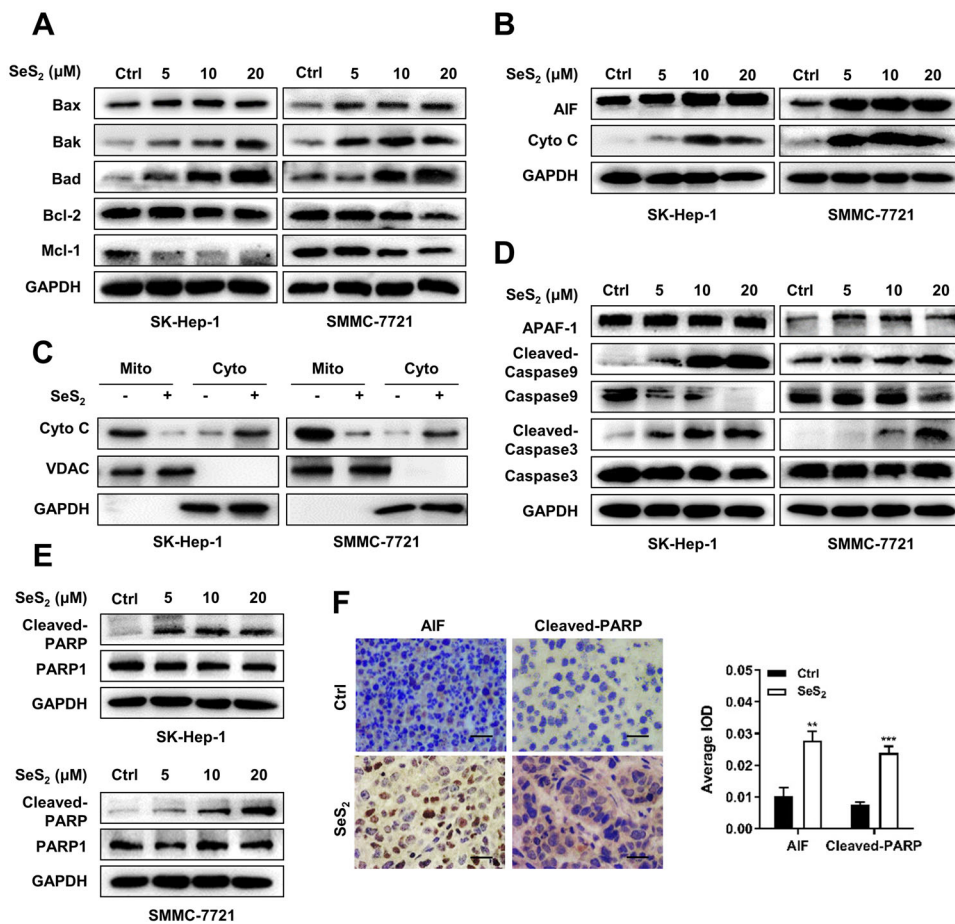 A
SeS2 (µM) Ctrl 5 10 20 Ctrl 5 10 20
Bax
Bak
Bad
Bcl-2
Mcl-1
GAPDH
SK-Hep-1 SMMC-7721
B
SeS2 (µM) Ctrl 5 10 20 Ctrl 5 10 20
AIF
Cyto C
GAPDH
SK-Hep-1 SMMC-7721
C
Mito Cyto Mito Cyto
SeS2 - + - + - + - +
Cyto C
VDAC
GAPDH
SK-Hep-1 SMMC-7721
D
SeS2 (µM) Ctrl 5 10 20 Ctrl 5 10 20
APAF-1
Cleaved-
Caspase9
Caspase9
Cleaved-
Caspase3
Caspase3
GAPDH
SK-Hep-1 SMMC-7721
E
SeS2 (µM) Ctrl 5 10 20
Cleaved-
PARP
PARP1
GAPDH
SK-Hep-1
SeS2 (µM) Ctrl 5 10 20
Cleaved-
PARP
PARP1
GAPDH
SMMC-7721
F
AIF Cleaved-PARP
Ctrl
SeS2
Average IOD
0.05
0.04
0.03
0.02
0.01
0.00
Ctrl
SeS2
**
***
AIF Cleaved-PARP